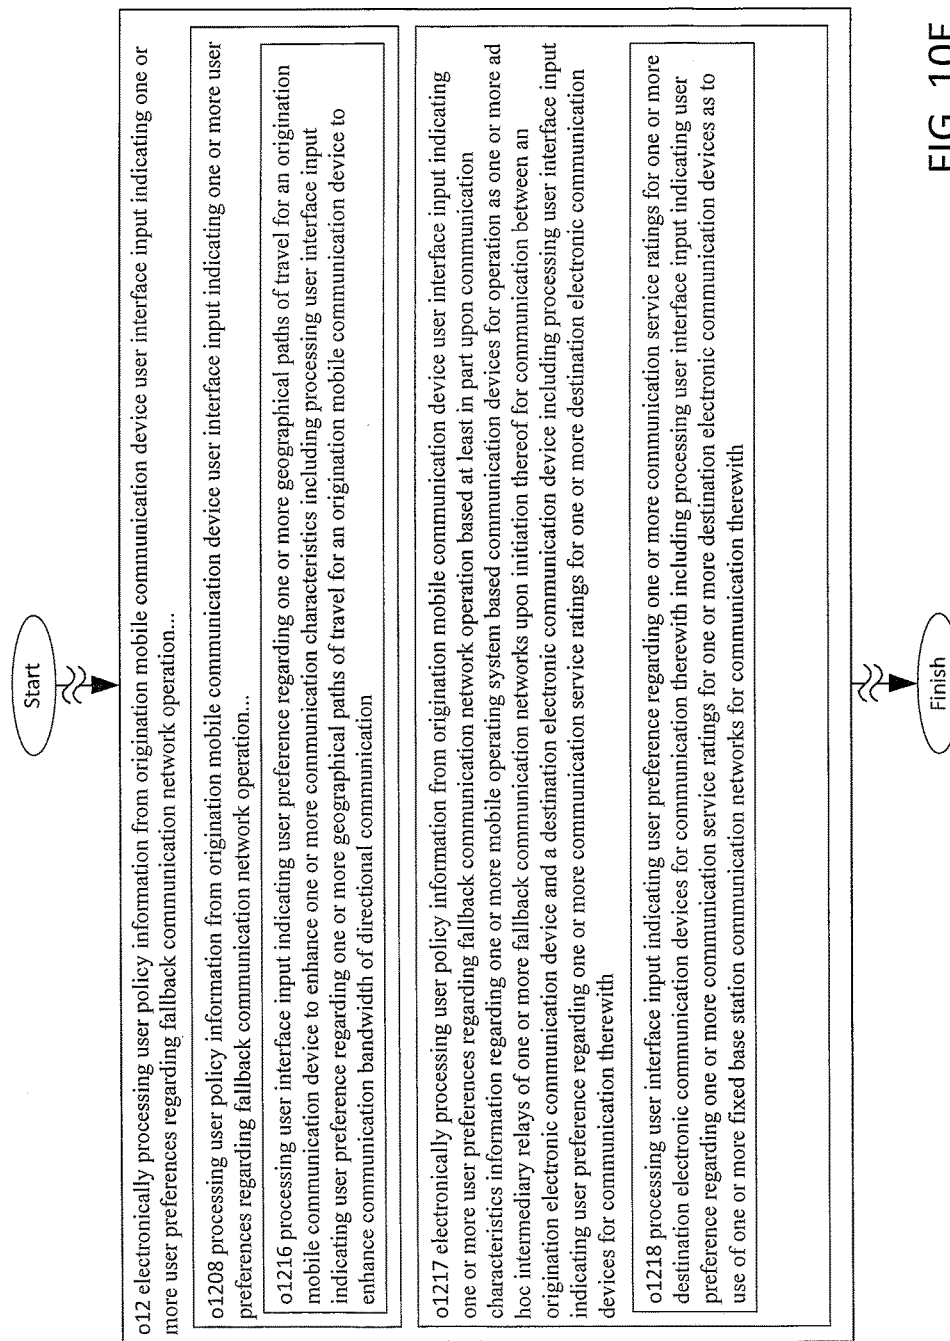 Start
o12 electronically processing user policy information from origination mobile communication device user interface input indicating one or
more user preferences regarding fallback communication network operation...
o1208 processing user policy information from origination mobile communication device user interface input indicating one or more user
preferences regarding fallback communication network operation...
o1216 processing user interface input indicating user preference regarding one or more geographical paths of travel for an origination
mobile communication device to enhance one or more communication characteristics including processing user interface input
indicating user preference regarding one or more geographical paths of travel for an origination mobile communication device to
enhance communication bandwidth of directional communication
o1217 electronically processing user policy information from origination mobile communication device user interface input indicating
one or more user preferences regarding fallback communication network operation based at least in part upon communication
characteristics information regarding one or more mobile operating system based communication devices for operation as one or more ad
hoc intermediary relays of one or more fallback communication networks upon initiation thereof for communication between an
origination electronic communication device and a destination electronic communication device including processing user interface input
indicating user preference regarding one or more communication service ratings for one or more destination electronic communication
devices for communication therewith
o1218 processing user interface input indicating user preference regarding one or more communication service ratings for one or more
destination electronic communication devices for communication therewith including processing user interface input indicating user
preference regarding one or more communication service ratings for one or more destination electronic communication devices as to
use of one or more fixed base station communication networks for communication therewith
Finish
FIG. 10F